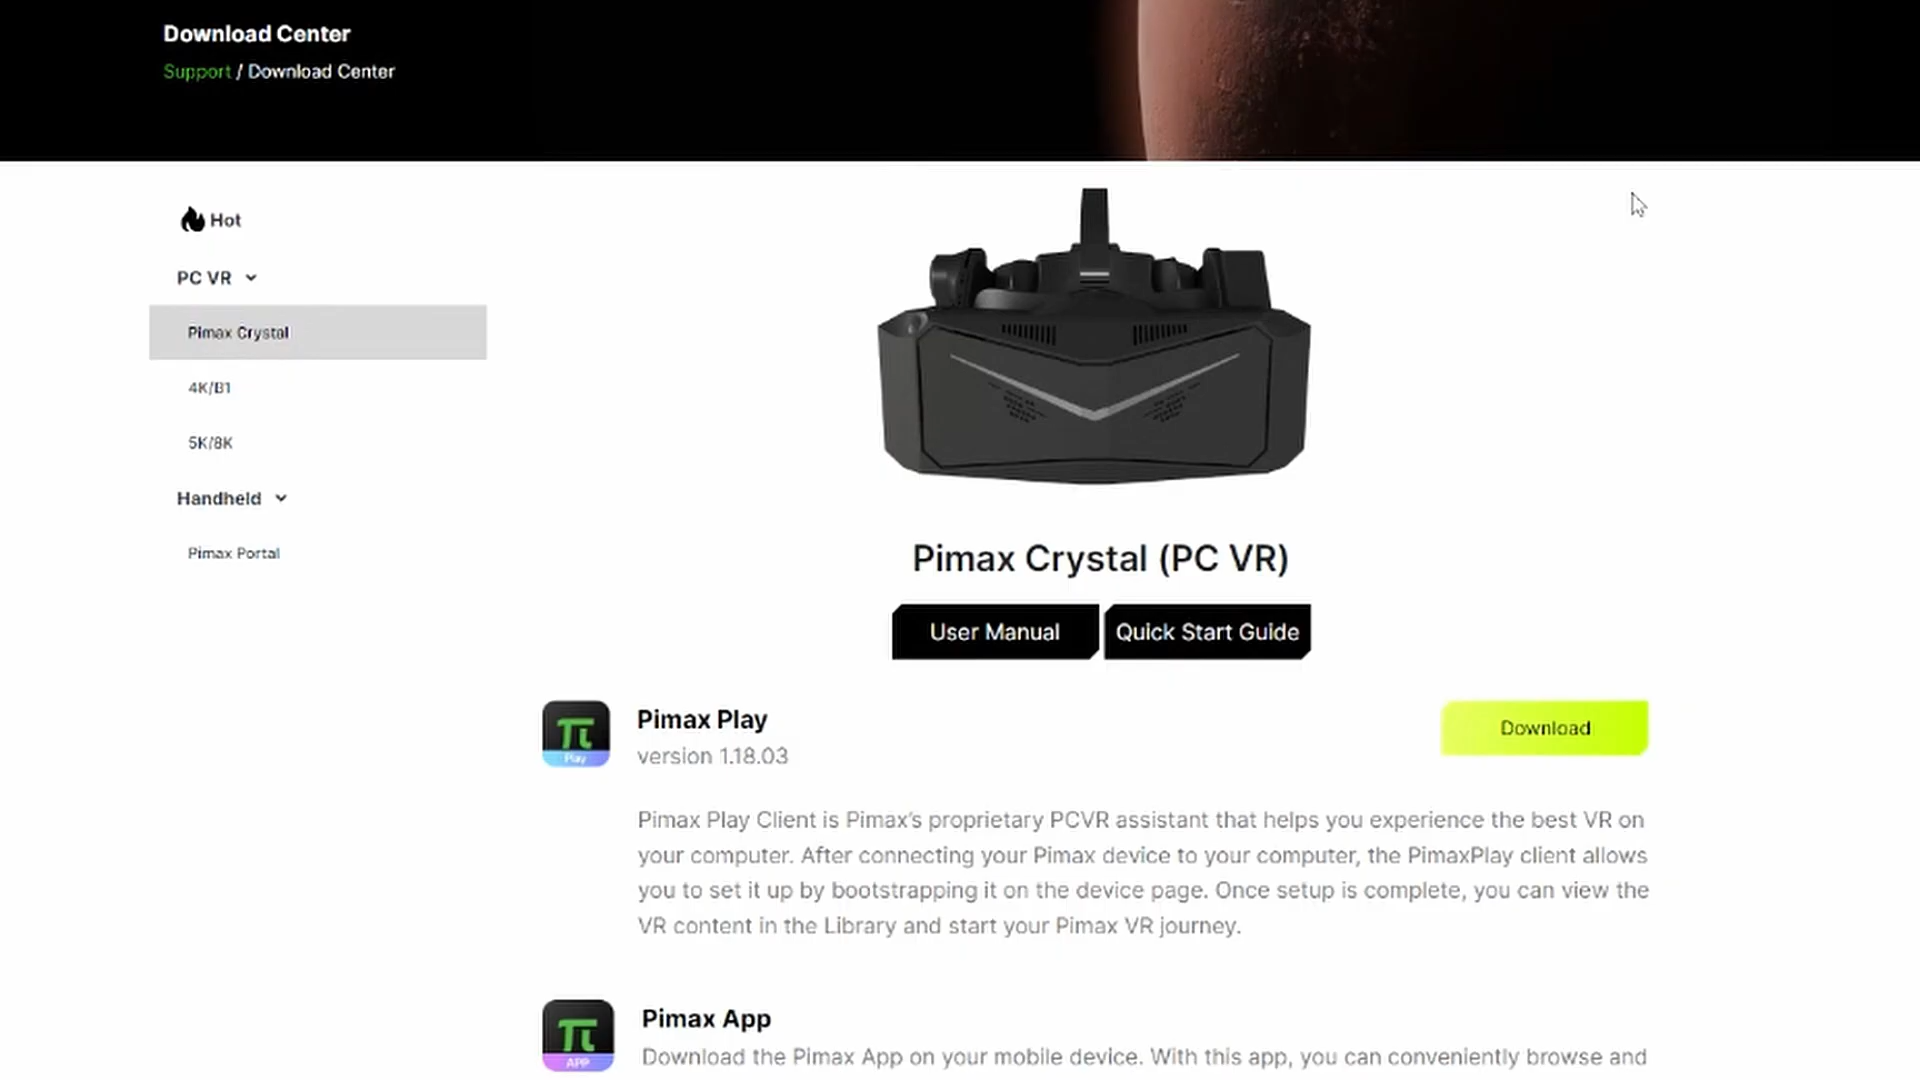 Download Center
Support / Download Center
Hot
PC VR
Pimax Crystal
4K/B1
5K/8K
Handheld
Pimax Portal
Pimax Crystal (PC VR)
User Manual
Quick Start Guide
Play
Pimax Play
version 1.18.03
Download
Pimax Play Client is Pimax’s proprietary PCVR assistant that helps you experience the best VR on
your computer. After connecting your Pimax device to your computer, the PimaxPlay client allows
you to set it up by bootstrapping it on the device page. Once setup is complete, you can view the
VR content in the Library and start your Pimax VR journey.
APP
Pimax App
Download the Pimax App on your mobile device. With this app, you can conveniently browse and